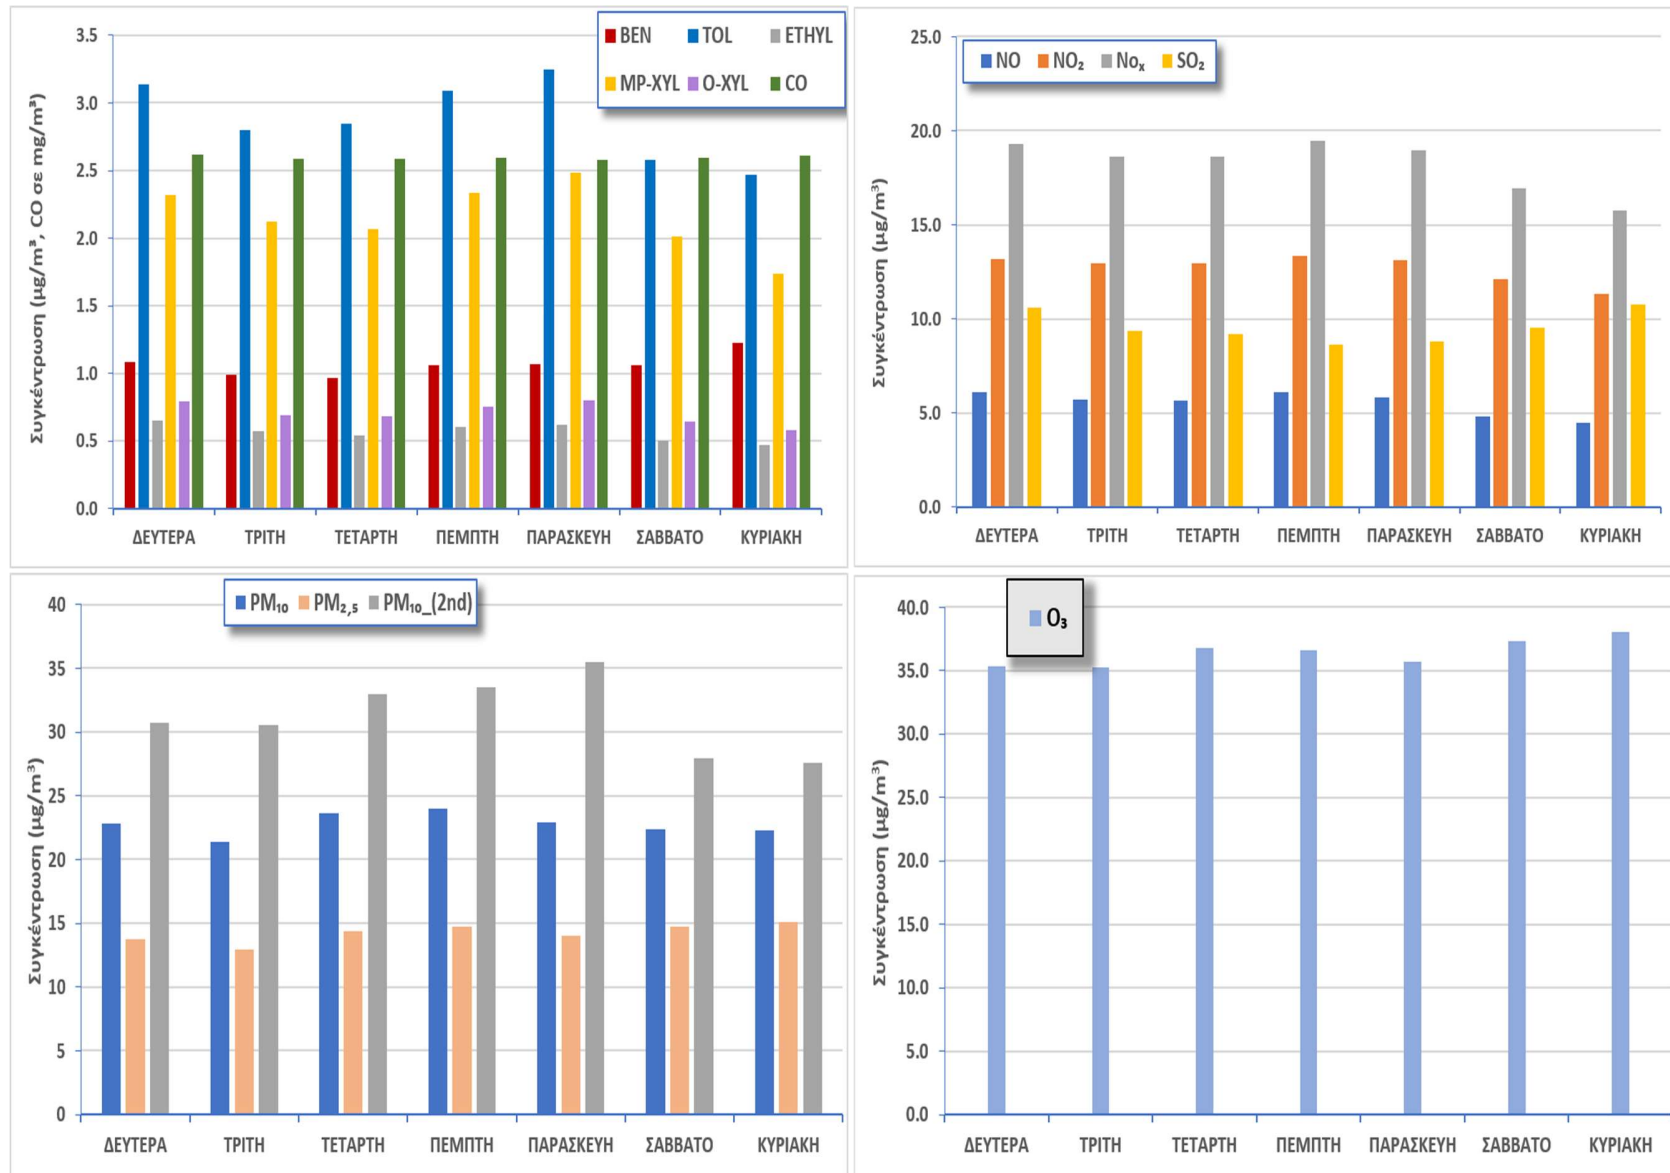 Συγκέντρωση (μg/m³, CO σε mg/m³)
3.5
3.0
2.5
2.0
1.5
1.0
0.5
0.0
BEN TOL ETHYL
MP-XYL O-XYL CO
ΔΕΥΤΕΡΑ ΤΡΙΤΗ ΤΕΤΑΡΤΗ ΠΕΜΠΤΗ ΠΑΡΑΣΚΕΥΗ ΣΑΒΒΑΤΟ ΚΥΡΙΑΚΗ
Συγκέντρωση (μg/m³)
25.0
20.0
15.0
10.0
5.0
0.0
NO NO₂ Noₓ SO₂
ΔΕΥΤΕΡΑ ΤΡΙΤΗ ΤΕΤΑΡΤΗ ΠΕΜΠΤΗ ΠΑΡΑΣΚΕΥΗ ΣΑΒΒΑΤΟ ΚΥΡΙΑΚΗ
Συγκέντρωση (μg/m³)
40
35
30
25
20
15
10
5
0
PM₁₀ PM₂,₅ PM₁₀_(2nd)
ΔΕΥΤΕΡΑ ΤΡΙΤΗ ΤΕΤΑΡΤΗ ΠΕΜΠΤΗ ΠΑΡΑΣΚΕΥΗ ΣΑΒΒΑΤΟ ΚΥΡΙΑΚΗ
Συγκέντρωση (μg/m³)
40.0
35.0
30.0
25.0
20.0
15.0
10.0
5.0
0.0
O₃
ΔΕΥΤΕΡΑ ΤΡΙΤΗ ΤΕΤΑΡΤΗ ΠΕΜΠΤΗ ΠΑΡΑΣΚΕΥΗ ΣΑΒΒΑΤΟ ΚΥΡΙΑΚΗ